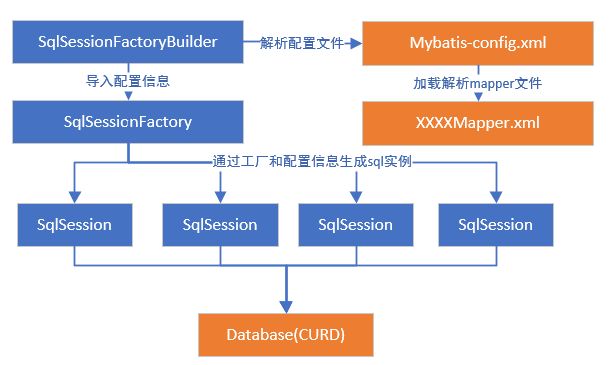 SqlSessionFactoryBuilder
解析配置文件
Mybatis-config.xml
导入配置信息
加载解析mapper文件
SqlSessionFactory
XXXXMapper.xml
通过工厂和配置信息生成sql实例
SqlSession
SqlSession
SqlSession
SqlSession
Database(CURD)